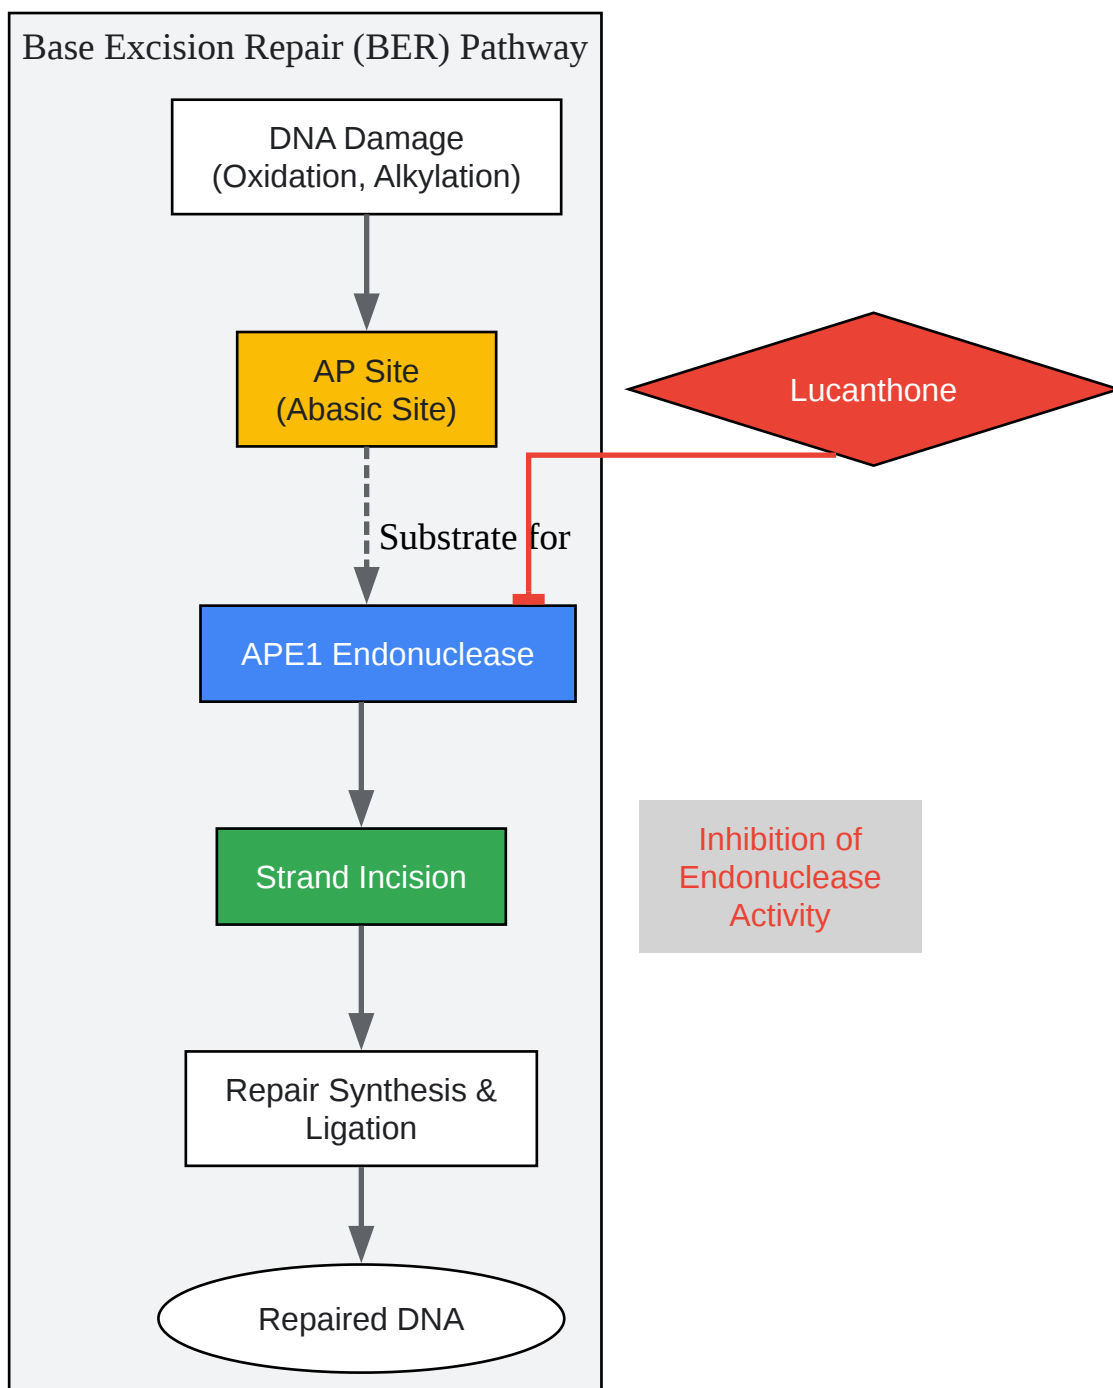 Base Excision Repair (BER) Pathway
DNA Damage
(Oxidation, Alkylation)
AP Site
(Abasic Site)
Lucanthone
Substrate for
APE1 Endonuclease
Strand Incision
Inhibition of
Endonuclease
Activity
Repair Synthesis &
Ligation
Repaired DNA